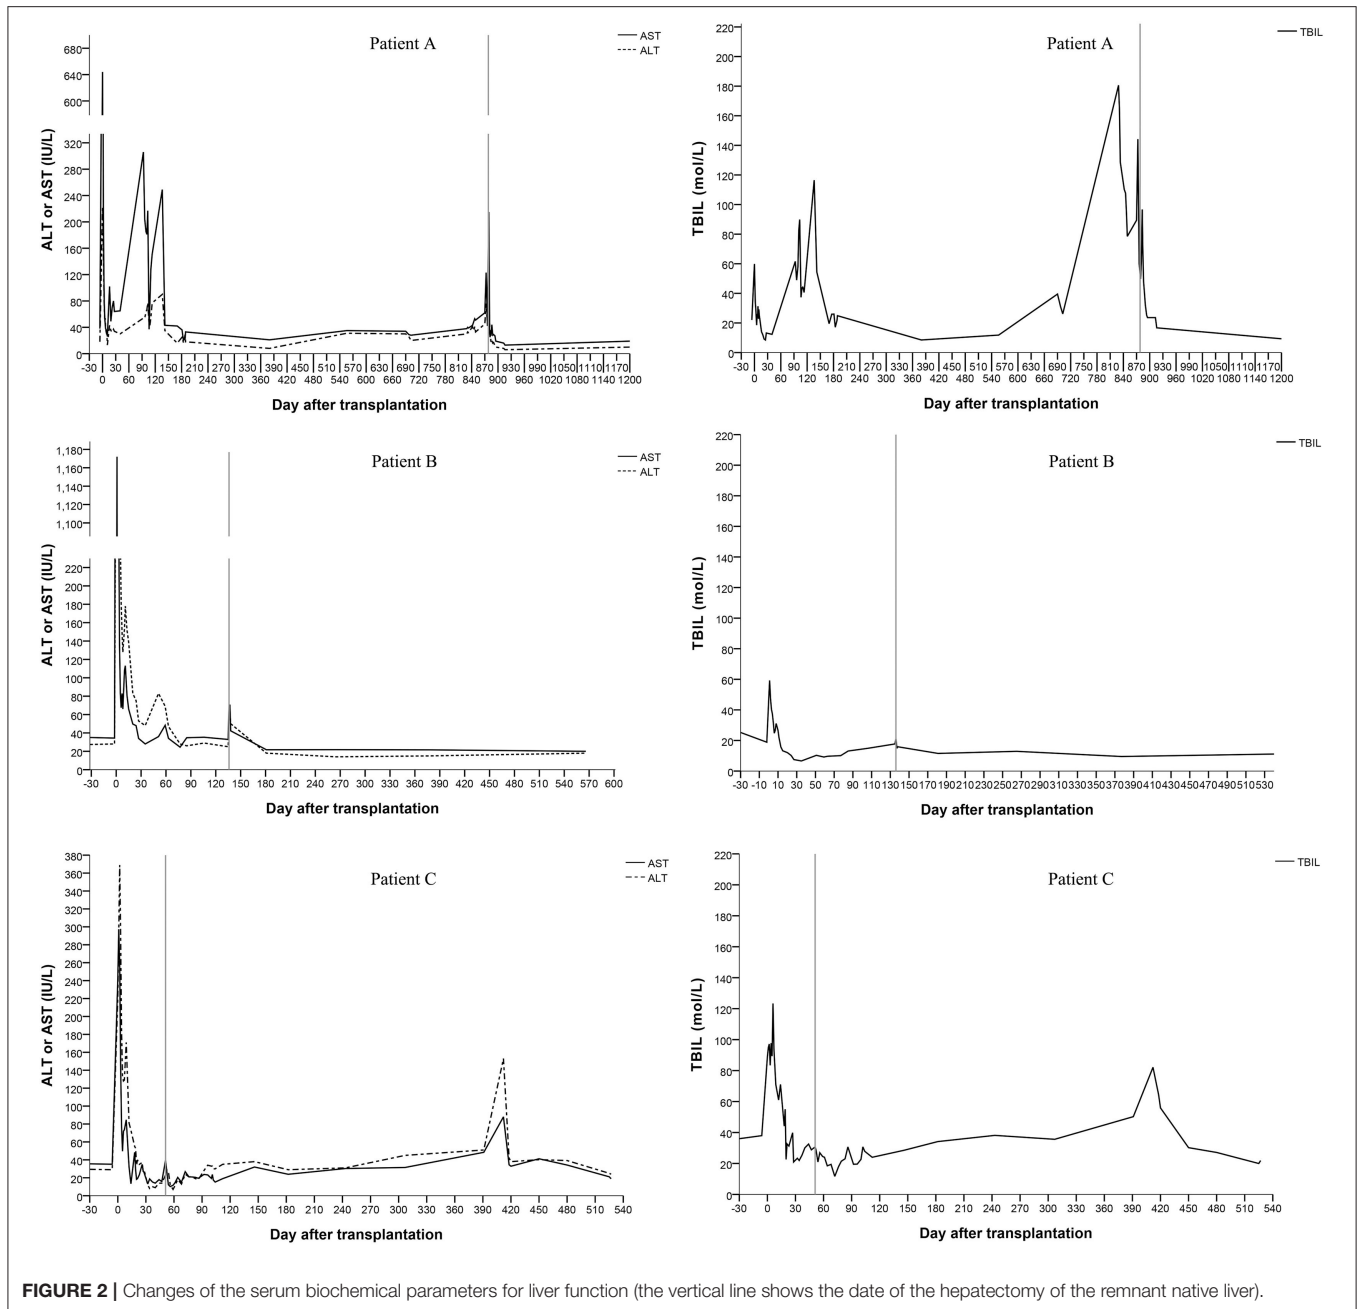 Patient A
AST
ALT
680
640
600
320
280
240
200
160
120
80
40
0
ALT or AST (IU/L)
-30 30 90 150 210 270 330 390 450 510 570 630 690 750 810 870 930 990 1050 1110 1170
0 60 120 180 240 300 360 420 480 540 600 660 720 780 840 900 960 1020 1080 1140 1200
Day after transplantation
Patient A
TBIL
220
200
180
160
140
120
100
80
60
40
20
0
TBIL (mol/L)
-30 30 90 150 210 270 330 390 450 510 570 630 690 750 810 870 930 990 1050 1110 1170
0 60 120 180 240 300 360 420 480 540 600 660 720 780 840 900 960 1020 1080 1140 1200
Day after transplantation
Patient B
AST
ALT
1,180
1,160
1,140
1,120
1,100
220
200
180
160
140
120
100
80
60
40
20
0
ALT or AST (IU/L)
-30 0 30 60 90 120 150 180 210 240 270 300 330 360 390 420 450 480 510 540 570 600
Day after transplantation
Patient B
TBIL
220
200
180
160
140
120
100
80
60
40
20
0
TBIL (mol/L)
-30 -10 10 30 50 70 90 110 130 150 170 190 210 230 250 270 290 310 330 350 370 390 410 430 450 470 490 510 530
Day after transplantation
Patient C
AST
ALT
380
360
340
320
300
280
260
240
220
200
180
160
140
120
100
80
60
40
20
0
ALT or AST (IU/L)
-30 0 30 60 90 120 150 180 210 240 270 300 330 360 390 420 450 480 510 540
Day after transplantation
Patient C
TBIL
220
200
180
160
140
120
100
80
60
40
20
0
TBIL (mol/L)
-30 0 30 60 90 120 150 180 210 240 270 300 330 360 390 420 450 480 510 540
Day after transplantation
FIGURE 2 | Changes of the serum biochemical parameters for liver function (the vertical line shows the date of the hepatectomy of the remnant native liver).